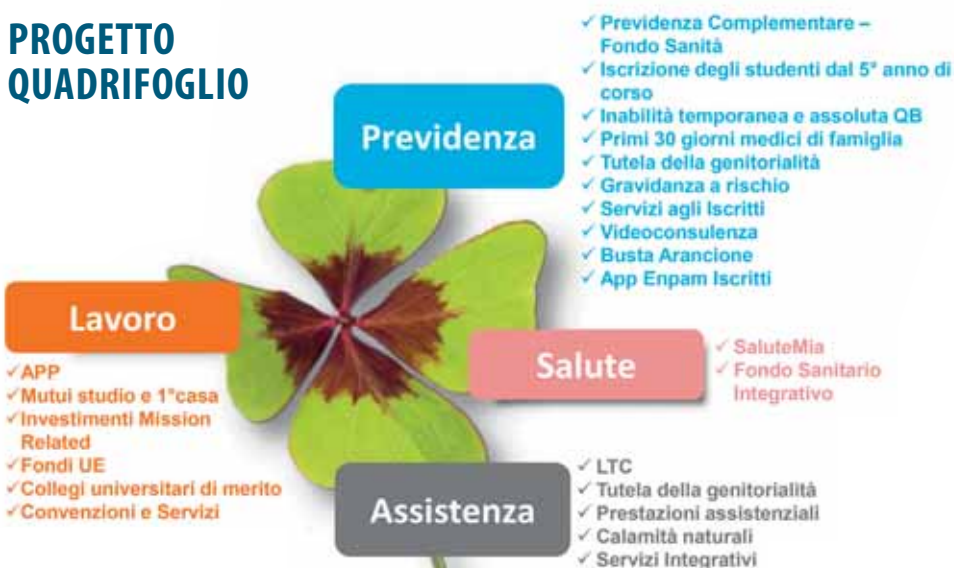 PROGETTO
QUADRIFOGLIO
Previdenza
✓ Previdenza Complementare –
Fondo Sanità
✓ Iscrizione degli studenti dal 5° anno di
corso
✓ Inabilità temporanea e assoluta QB
✓ Primi 30 giorni medici di famiglia
✓ Tutela della genitorialità
✓ Gravidanza a rischio
✓ Servizi agli Iscritti
✓ Videoconsulenza
✓ Busta Arancione
✓ App Enpam Iscritti
Lavoro
✓ APP
✓ Mutui studio e 1°casa
✓ Investimenti Mission
Related
✓ Fondi UE
✓ Collegi universitari di merito
✓ Convenzioni e Servizi
Salute
✓ SaluteMia
✓ Fondo Sanitario
Integrativo
Assistenza
✓ LTC
✓ Tutela della genitorialità
✓ Prestazioni assistenziali
✓ Calamità naturali
✓ Servizi Integrativi